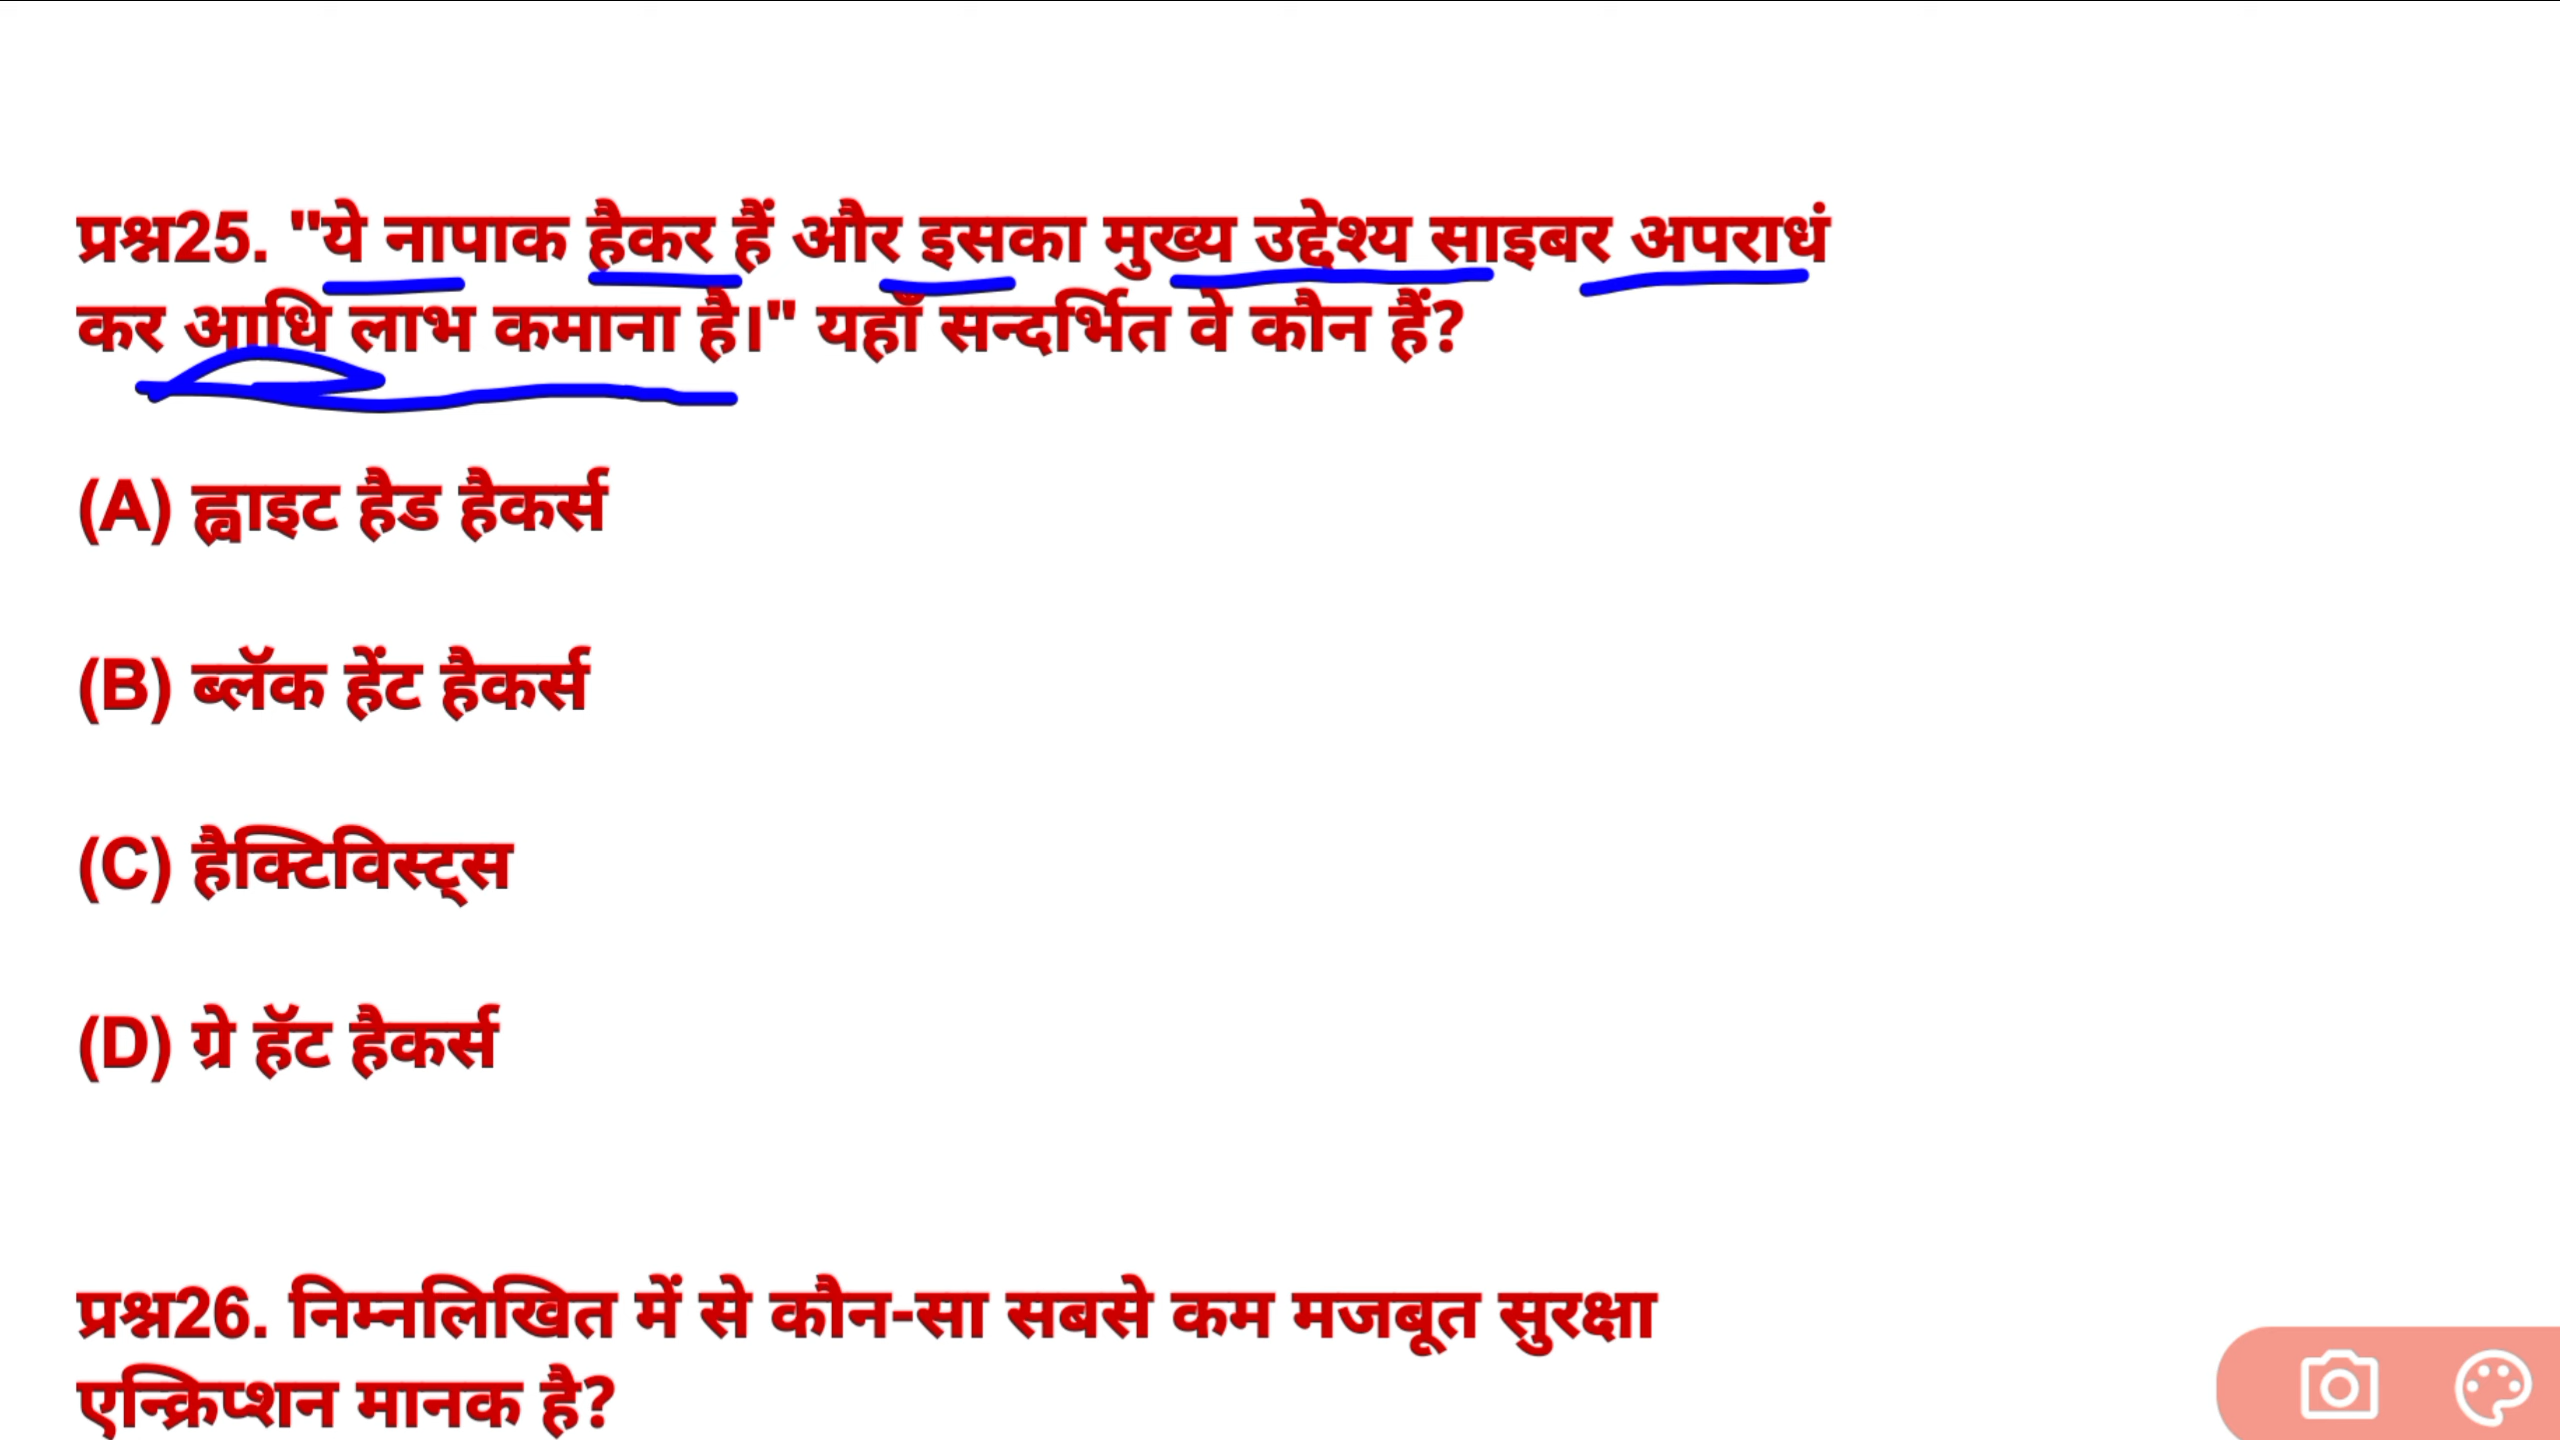 प्रश्न25. "ये नापाक हैकर हैं और इसका मुख्य उद्देश्य साइबर अपराधं
कर आधि लाभ कमाना है।" यहाँ सन्दर्भित वे कौन हैं?
(A) ह्वाइट हैड हैकर्स
(B) ब्लॅक हेंट हैकर्स
(C) हैक्टिविस्ट्स
(D) ग्रे हॅट हैकर्स
प्रश्न26. निम्नलिखित में से कौन-सा सबसे कम मजबूत सुरक्षा
एन्क्रिप्शन मानक है?